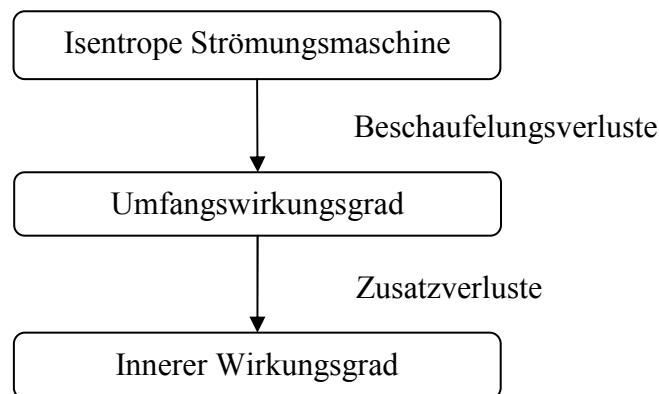 Isentrope Strömungsmaschine
Beschaufelungsverluste
Umfangswirkungsgrad
Zusatzverluste
Innerer Wirkungsgrad